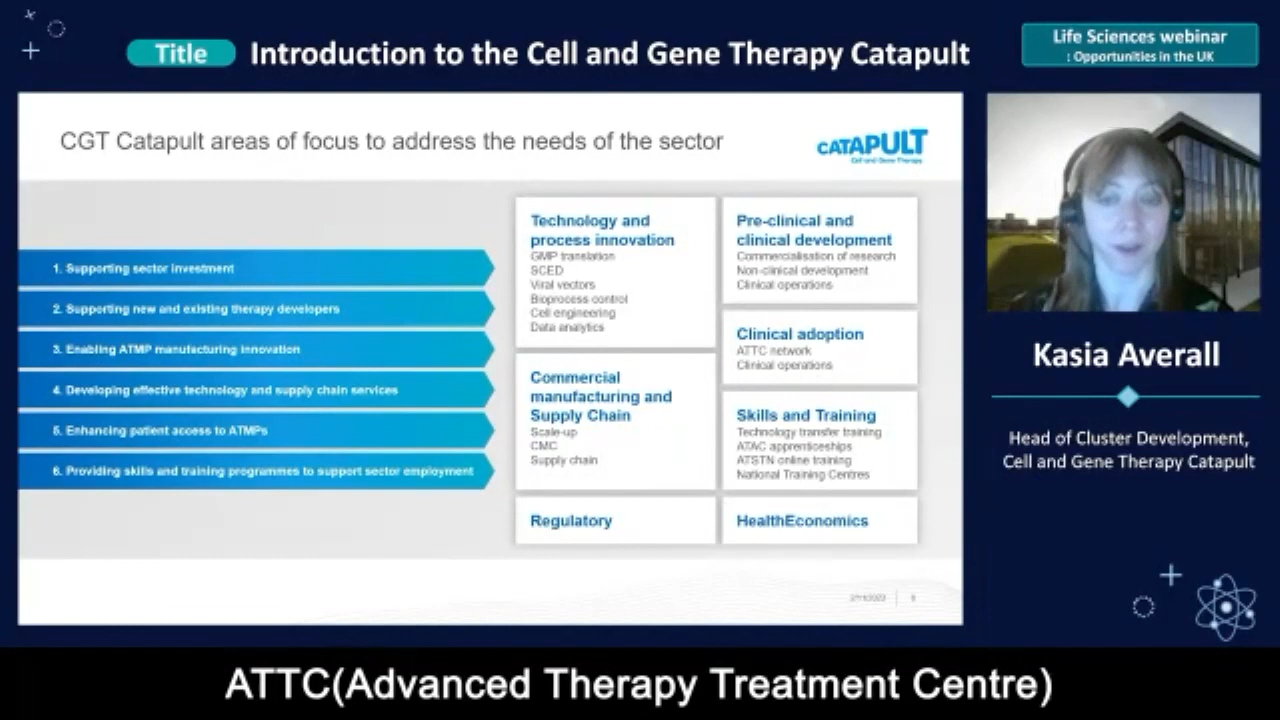 Title
Introduction to the Cell and Gene Therapy Catapult
Life Sciences webinar
: Opportunities in the UK
CGT Catapult areas of focus to address the needs of the sector
CATAPULT
Cell and Gene Therapy
1. Supporting sector investment
2. Supporting new and existing therapy developers
3. Enabling ATMP manufacturing innovation
4. Developing effective technology and supply chain services
5. Enhancing patient access to ATMPs
6. Providing skills and training programmes to support sector employment
Technology and
process innovation
GMP translation
SCED
Viral vectors
Bioprocess control
Cell engineering
Data analytics
Commercial
manufacturing and
Supply Chain
Scale-up
CMC
Supply chain
Regulatory
Pre-clinical and
clinical development
Commercialisation of research
Non-clinical development
Clinical operations
Clinical adoption
ATTC network
Clinical operations
Skills and Training
Technology transfer training
ATAC apprenticeships
ATSTN online training
National Training Centres
HealthEconomics
Kasia Averall
Head of Cluster Development,
Cell and Gene Therapy Catapult
ATTC(Advanced Therapy Treatment Centre)